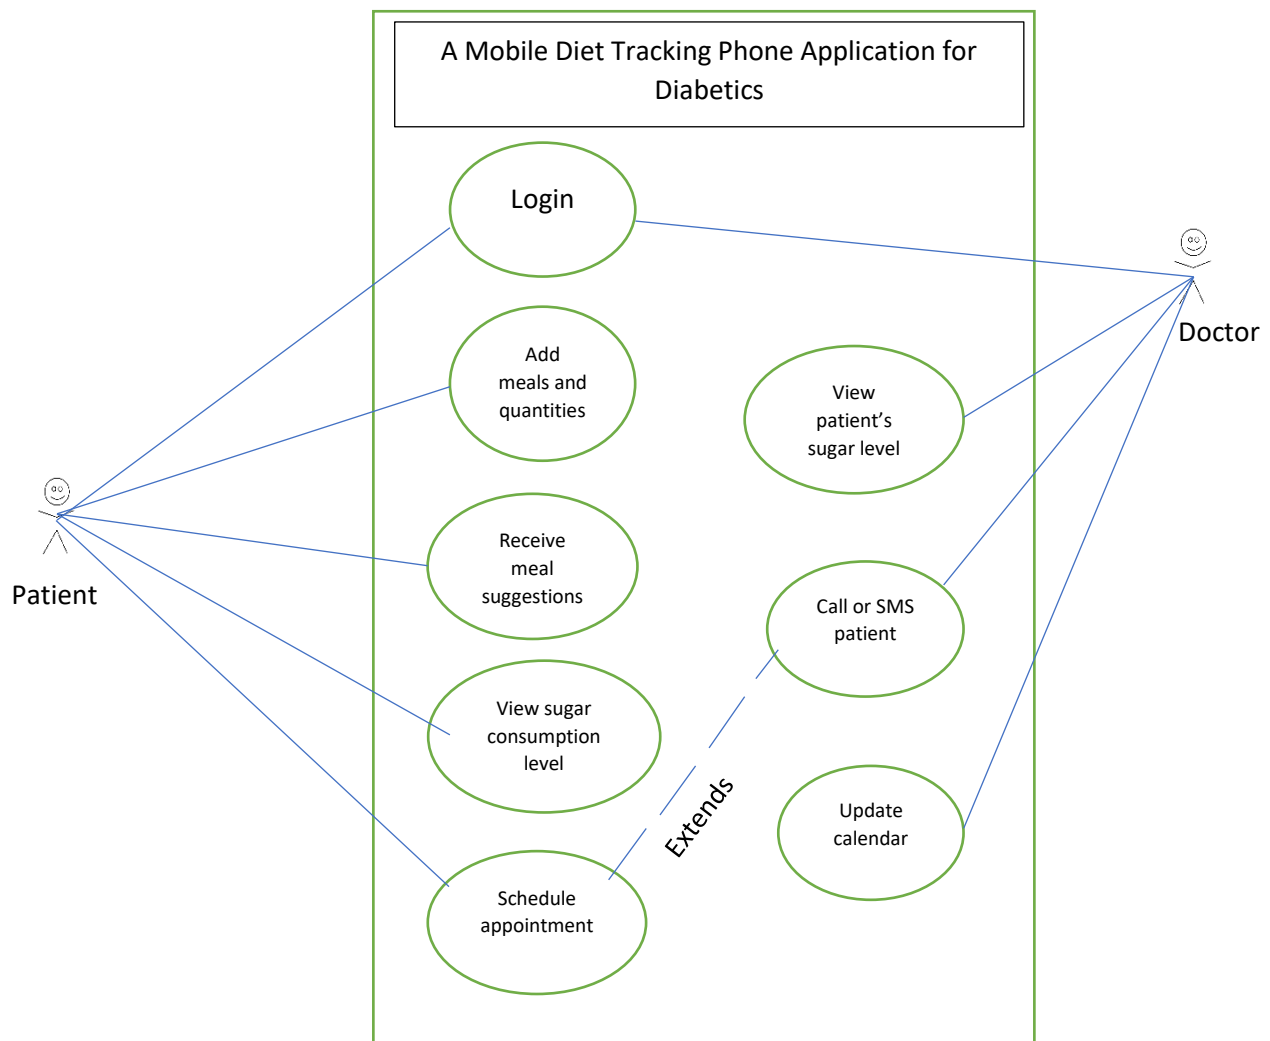 A Mobile Diet Tracking Phone Application for
Diabetics
Login
Doctor
Add
meals and
quantities
View
patient’s
sugar level
Patient
Receive
meal
suggestions
Call or SMS
patient
View sugar
consumption
level
Extends
Update
calendar
Schedule
appointment